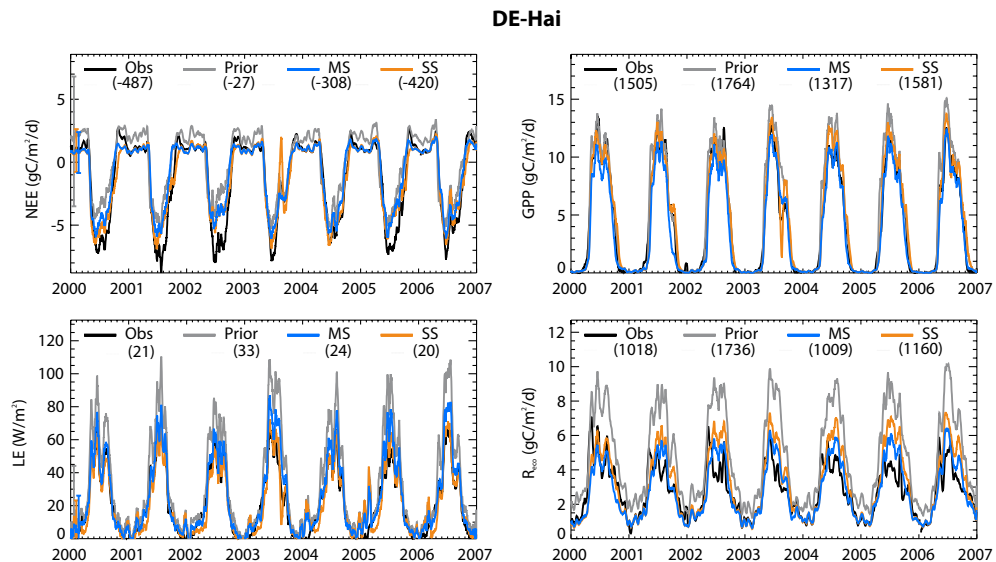 DE-Hai
Obs Prior MS SS
(-487) (-27) (-308) (-420)
5
0
-5
NEE (gC/m²/d)
2000 2001 2002 2003 2004 2005 2006 2007
Obs Prior MS SS
(1505) (1764) (1317) (1581)
15
10
5
0
GPP (gC/m²/d)
2000 2001 2002 2003 2004 2005 2006 2007
Obs Prior MS SS
(21) (33) (24) (20)
100
80
60
40
20
0
LE (W/m²)
2000 2001 2002 2003 2004 2005 2006 2007
Obs Prior MS SS
(1018) (1736) (1009) (1160)
12
10
8
6
4
2
0
Reco (gC/m²/d)
2000 2001 2002 2003 2004 2005 2006 2007